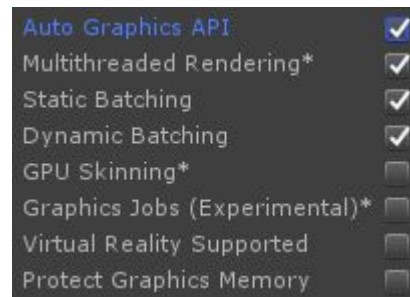 Auto Graphics API
Multithreaded Rendering*
Static Batching
Dynamic Batching
GPU Skinning*
Graphics Jobs (Experimental)*
Virtual Reality Supported
Protect Graphics Memory